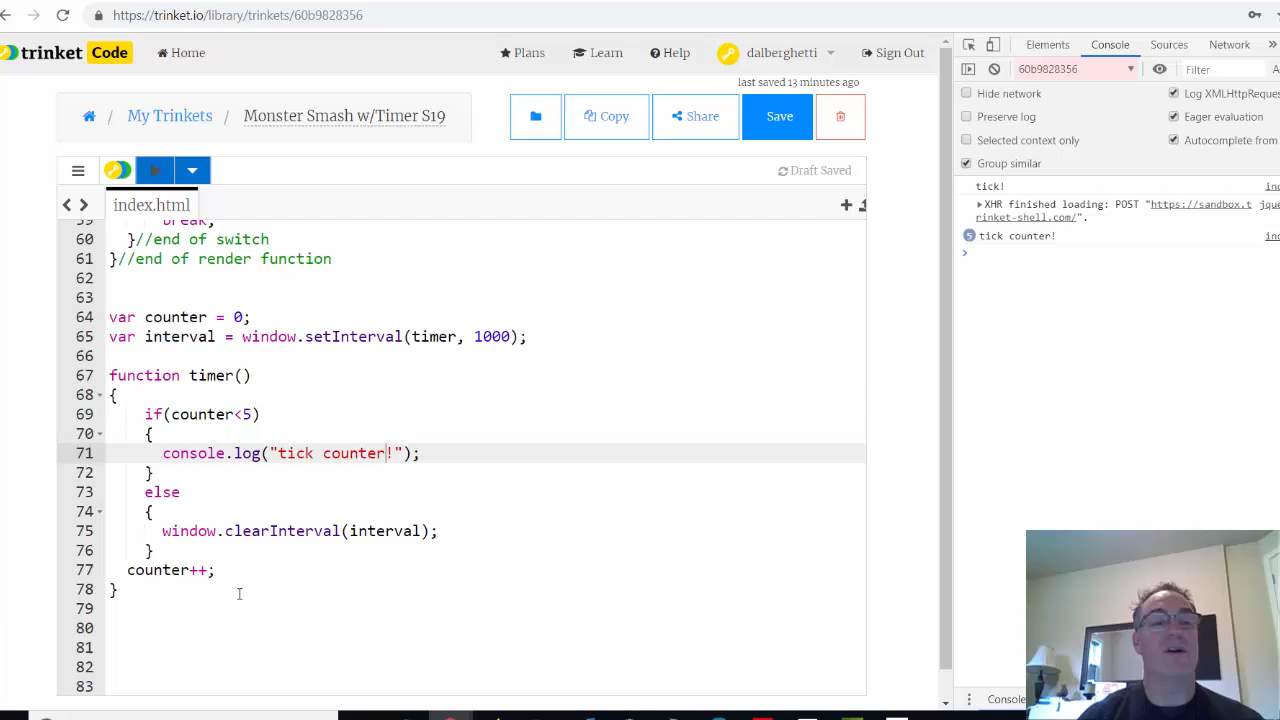 https://trinket.io/library/trinkets/60b9828356
trinket Code Home Plans Learn Help dalberghetti Sign Out
last saved 13 minutes ago
/ My Trinkets / Monster Smash w/Timer S19 Copy Share Save
Draft Saved
index.html
59 break;
60 }//end of switch
61 }//end of render function
62
63
64 var counter = 0;
65 var interval = window.setInterval(timer, 1000);
66
67 function timer()
68 {
69 if(counter<5)
70 {
71 console.log("tick counter!");
72 }
73 else
74 {
75 window.clearInterval(interval);
76 }
77 counter++;
78 }
79
80
81
82
83
Elements Console Sources Network »
60b9828356 Filter
Hide network Log XMLHttpReques
Preserve log Eager evaluation
Selected context only Autocomplete from
Group similar
tick!
XHR finished loading: POST "https://sandbox.t jque
rinket-shell.com/".
5 tick counter!
>
Console